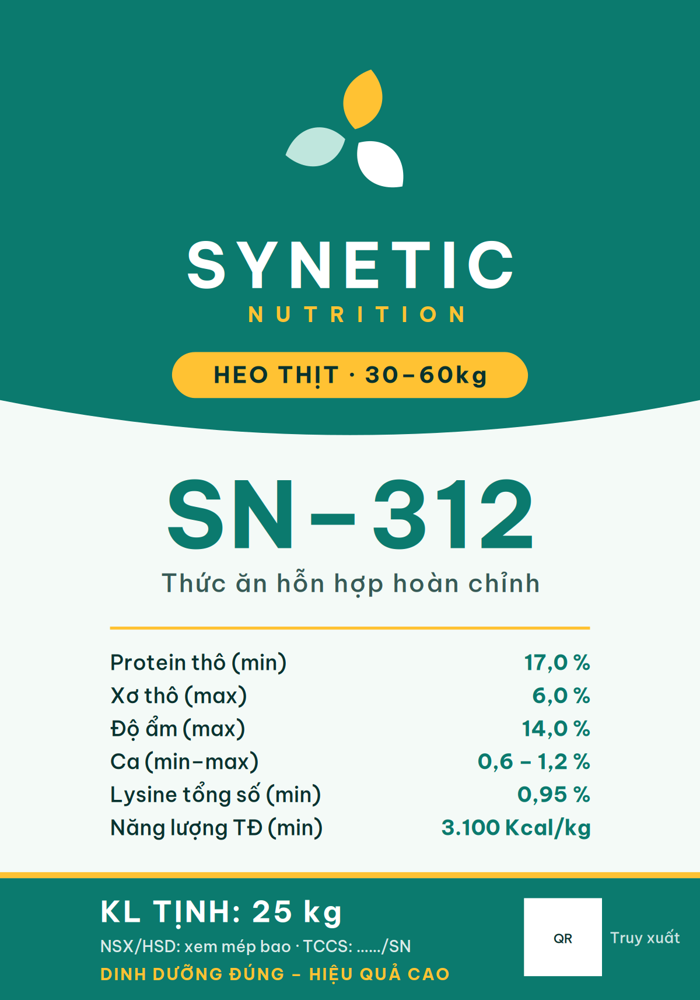 SYNETIC
NUTRITION
HEO THỊT · 30–60kg
SN–312
Thức ăn hỗn hợp hoàn chỉnh
Protein thô (min) 17,0 %
Xơ thô (max) 6,0 %
Độ ẩm (max) 14,0 %
Ca (min–max) 0,6 – 1,2 %
Lysine tổng số (min) 0,95 %
Năng lượng TĐ (min) 3.100 Kcal/kg
KL TỊNH: 25 kg
NSX/HSD: xem mép bao · TCCS: ....../SN
DINH DƯỠNG ĐÚNG – HIỆU QUẢ CAO
QR
Truy xuất